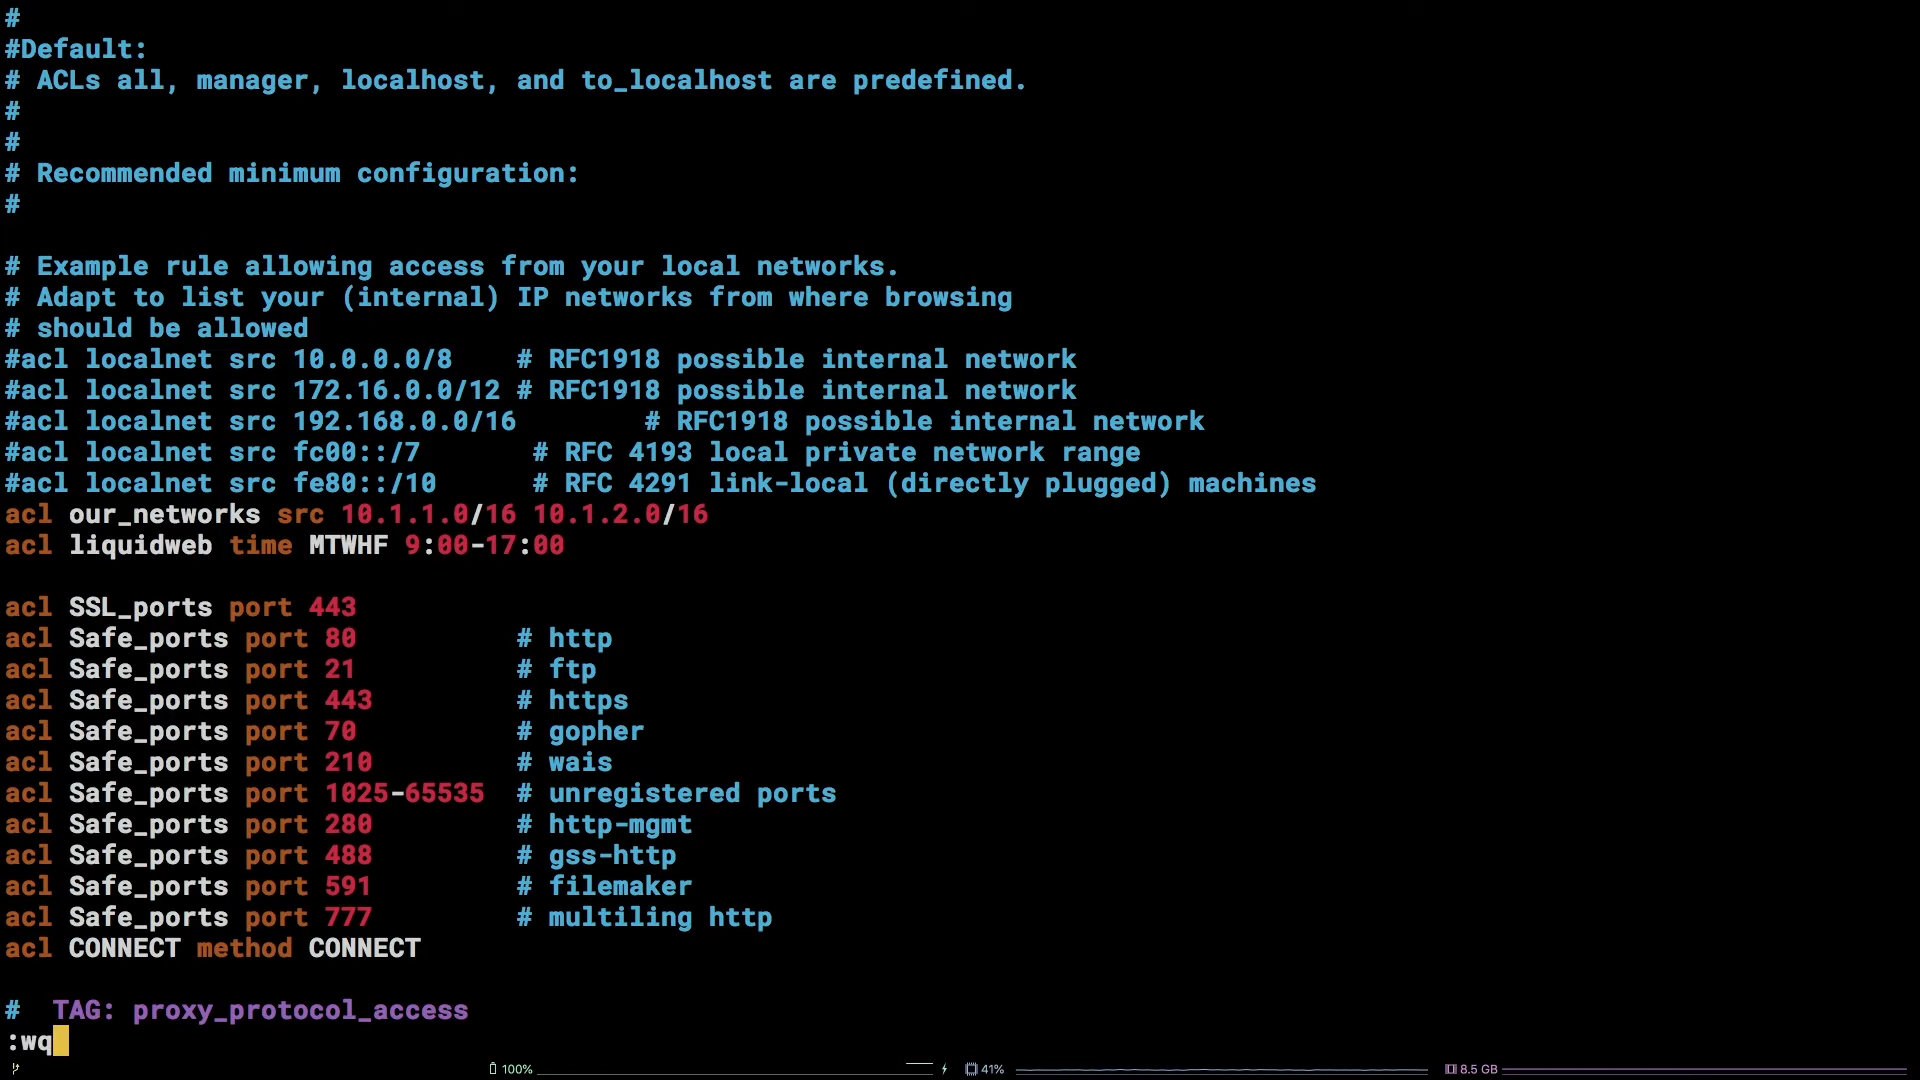 #
#Default:
# ACLs all, manager, localhost, and to_localhost are predefined.
#
#
# Recommended minimum configuration:
#
# Example rule allowing access from your local networks.
# Adapt to list your (internal) IP networks from where browsing
# should be allowed
#acl localnet src 10.0.0.0/8    # RFC1918 possible internal network
#acl localnet src 172.16.0.0/12 # RFC1918 possible internal network
#acl localnet src 192.168.0.0/16        # RFC1918 possible internal network
#acl localnet src fc00::/7       # RFC 4193 local private network range
#acl localnet src fe80::/10      # RFC 4291 link-local (directly plugged) machines
acl our_networks src 10.1.1.0/16 10.1.2.0/16
acl liquidweb time MTWHF 9:00-17:00
acl SSL_ports port 443
acl Safe_ports port 80          # http
acl Safe_ports port 21          # ftp
acl Safe_ports port 443         # https
acl Safe_ports port 70          # gopher
acl Safe_ports port 210         # wais
acl Safe_ports port 1025-65535  # unregistered ports
acl Safe_ports port 280         # http-mgmt
acl Safe_ports port 488         # gss-http
acl Safe_ports port 591         # filemaker
acl Safe_ports port 777         # multiling http
acl CONNECT method CONNECT
#  TAG: proxy_protocol_access
:wq
100% 41% 8.5 GB